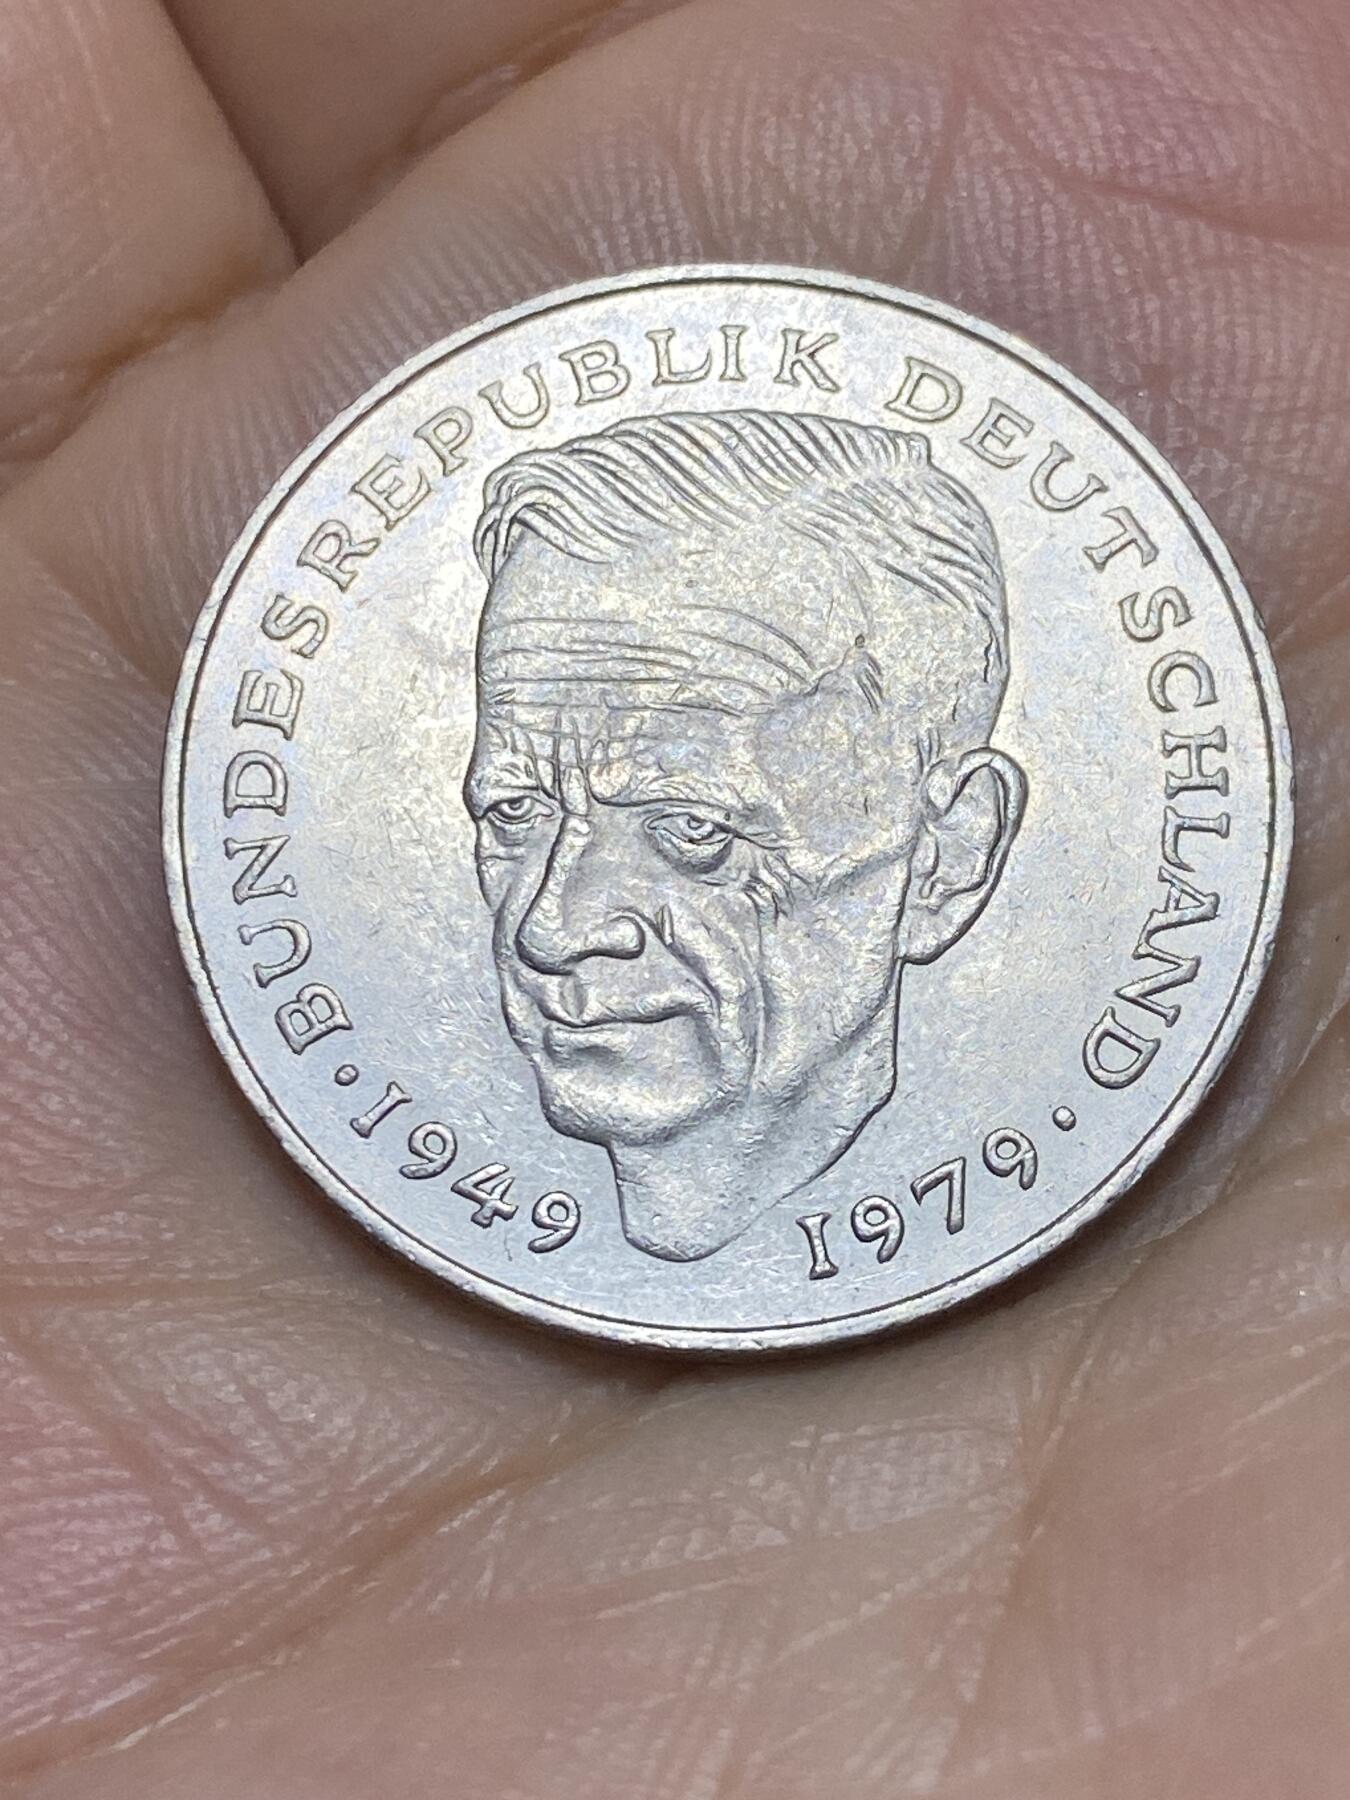 BUNDESREPUBLIK DEUTSCHLAND
· 1949 1979 ·